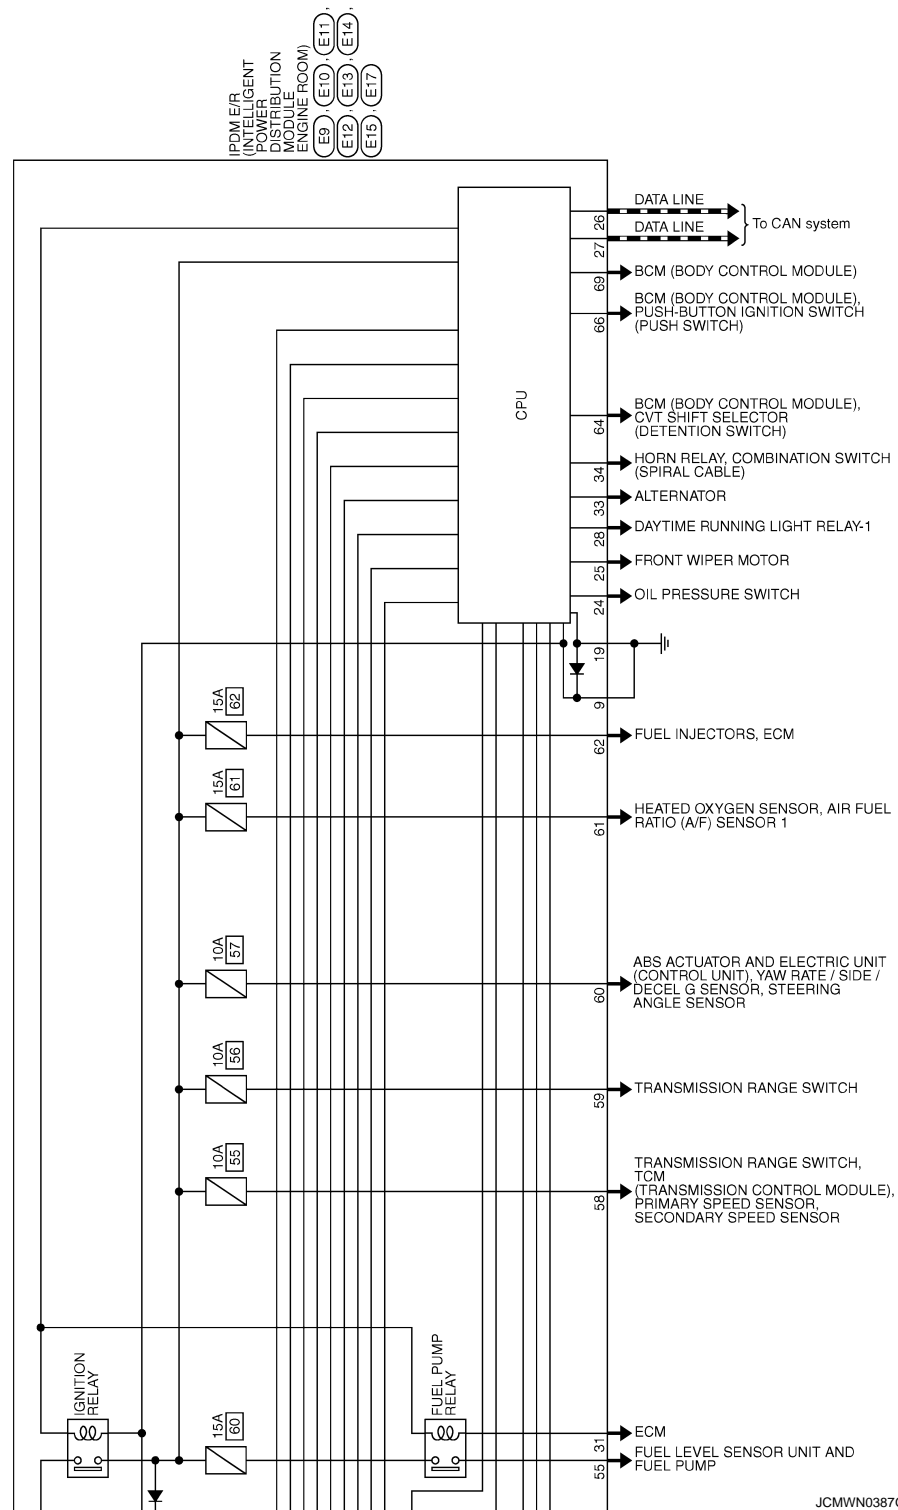 IPDM E/R
(INTELLIGENT
POWER
DISTRIBUTION
MODULE
ENGINE ROOM)
E9 , E10 , E11 ,
E12 , E13 , E14 ,
E15 , E17
DATA LINE
26
DATA LINE
27
To CAN system
69
BCM (BODY CONTROL MODULE)
66
BCM (BODY CONTROL MODULE),
PUSH-BUTTON IGNITION SWITCH
(PUSH SWITCH)
CPU
64
BCM (BODY CONTROL MODULE),
CVT SHIFT SELECTOR
(DETENTION SWITCH)
34
HORN RELAY, COMBINATION SWITCH
(SPIRAL CABLE)
33
ALTERNATOR
28
DAYTIME RUNNING LIGHT RELAY-1
25
FRONT WIPER MOTOR
24
OIL PRESSURE SWITCH
19
9
15A
62
62
FUEL INJECTORS, ECM
15A
61
61
HEATED OXYGEN SENSOR, AIR FUEL
RATIO (A/F) SENSOR 1
10A
57
60
ABS ACTUATOR AND ELECTRIC UNIT
(CONTROL UNIT), YAW RATE / SIDE /
DECEL G SENSOR, STEERING
ANGLE SENSOR
10A
56
59
TRANSMISSION RANGE SWITCH
10A
55
58
TRANSMISSION RANGE SWITCH,
TCM
(TRANSMISSION CONTROL MODULE),
PRIMARY SPEED SENSOR,
SECONDARY SPEED SENSOR
IGNITION
RELAY
15A
60
FUEL PUMP
RELAY
31
ECM
55
FUEL LEVEL SENSOR UNIT AND
FUEL PUMP